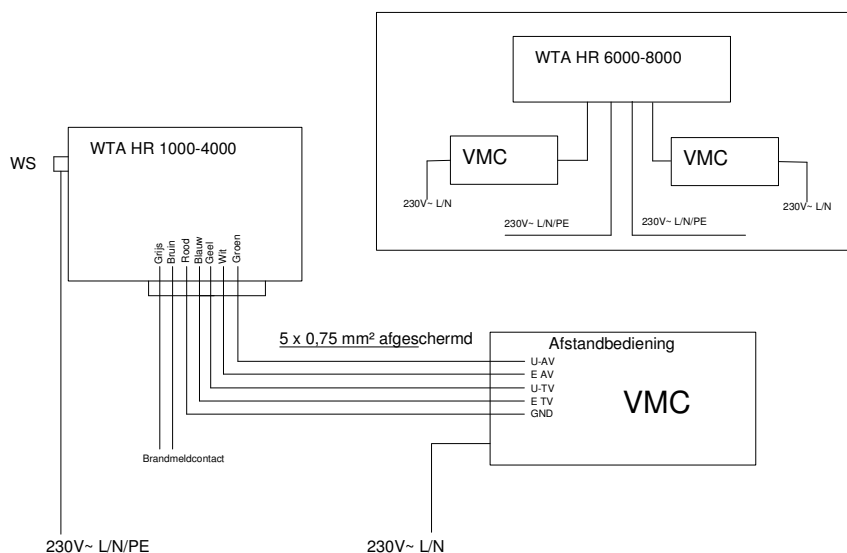 WTA HR 6000-8000
VMC
VMC
230V~ L/N
230V~ L/N
230V~ L/N/PE
230V~ L/N/PE
WTA HR 1000-4000
WS
Grijs
Bruin
Rood
Blauw
Geel
Wit
Groen
5 x 0,75 mm² afgeschermd
Afstandbediening
U-AV
E AV
U-TV
E TV
GND
VMC
Brandmeldcontact
230V~ L/N/PE
230V~ L/N